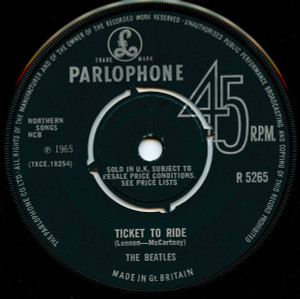 ALL RIGHTS OF THE MANUFACTURER AND OF THE OWNER OF THE RECORDED WORK RESERVED • UNAUTHORISED PUBLIC PERFORMANCE BROADCASTING AND COPYING OF THIS RECORD PROHIBITED
THE PARLOPHONE CO. LTD.
£
TRADE MARK
PARLOPHONE
45
R.P.M.
NORTHERN
SONGS
NCB
℗ 1965
(7XCE.18254)
SOLD IN U.K. SUBJECT TO
RESALE PRICE CONDITIONS
SEE PRICE LISTS
R 5265
TICKET TO RIDE
(Lennon—McCartney)
THE BEATLES
MADE IN Gt. BRITAIN